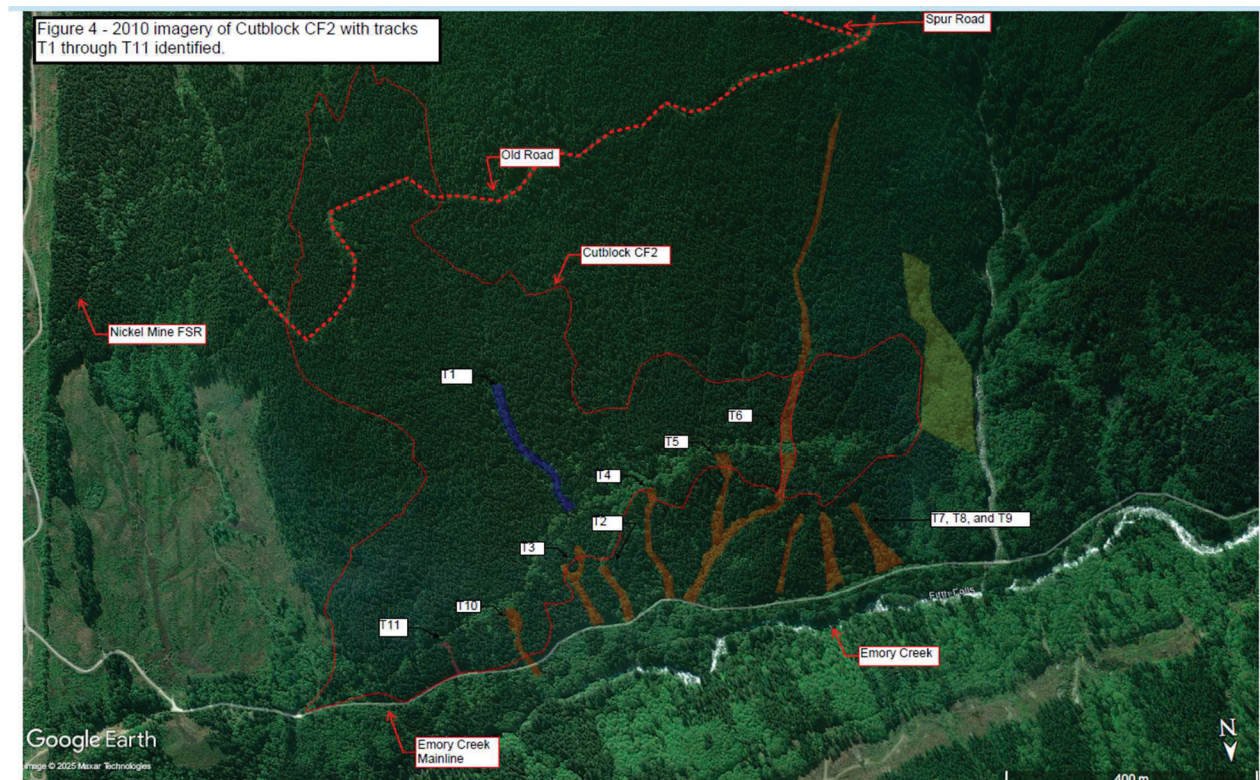 Figure 4 - 2010 imagery of Cutblock CF2 with tracks
T1 through T11 identified.
Spur Road
Old Road
Cutblock CF2
Nickel Mine FSR
T1
T6
T5
T4
T2
T7, T8, and T9
T3
T10
T11
Fifth Falls
Emory Creek
Emory Creek
Mainline
N
Google Earth
Image © 2025 Maxar Technologies
400 m